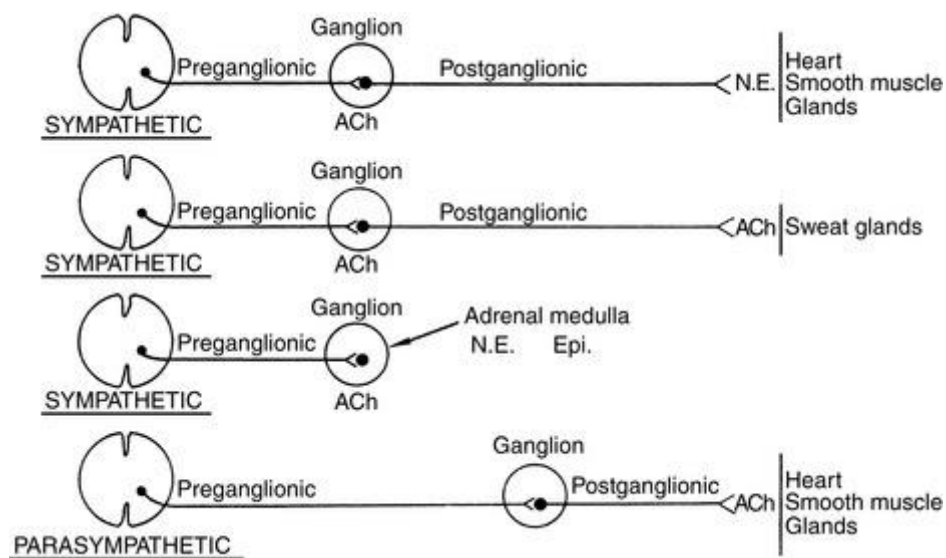 Ganglion
Preganglionic
Postganglionic
N.E.
Heart
Smooth muscle
Glands
ACh
SYMPATHETIC
Ganglion
Preganglionic
Postganglionic
ACh
Sweat glands
ACh
SYMPATHETIC
Ganglion
Preganglionic
Adrenal medulla
N.E. Epi.
ACh
SYMPATHETIC
Ganglion
Preganglionic
Postganglionic
ACh
Heart
Smooth muscle
Glands
PARASYMPATHETIC